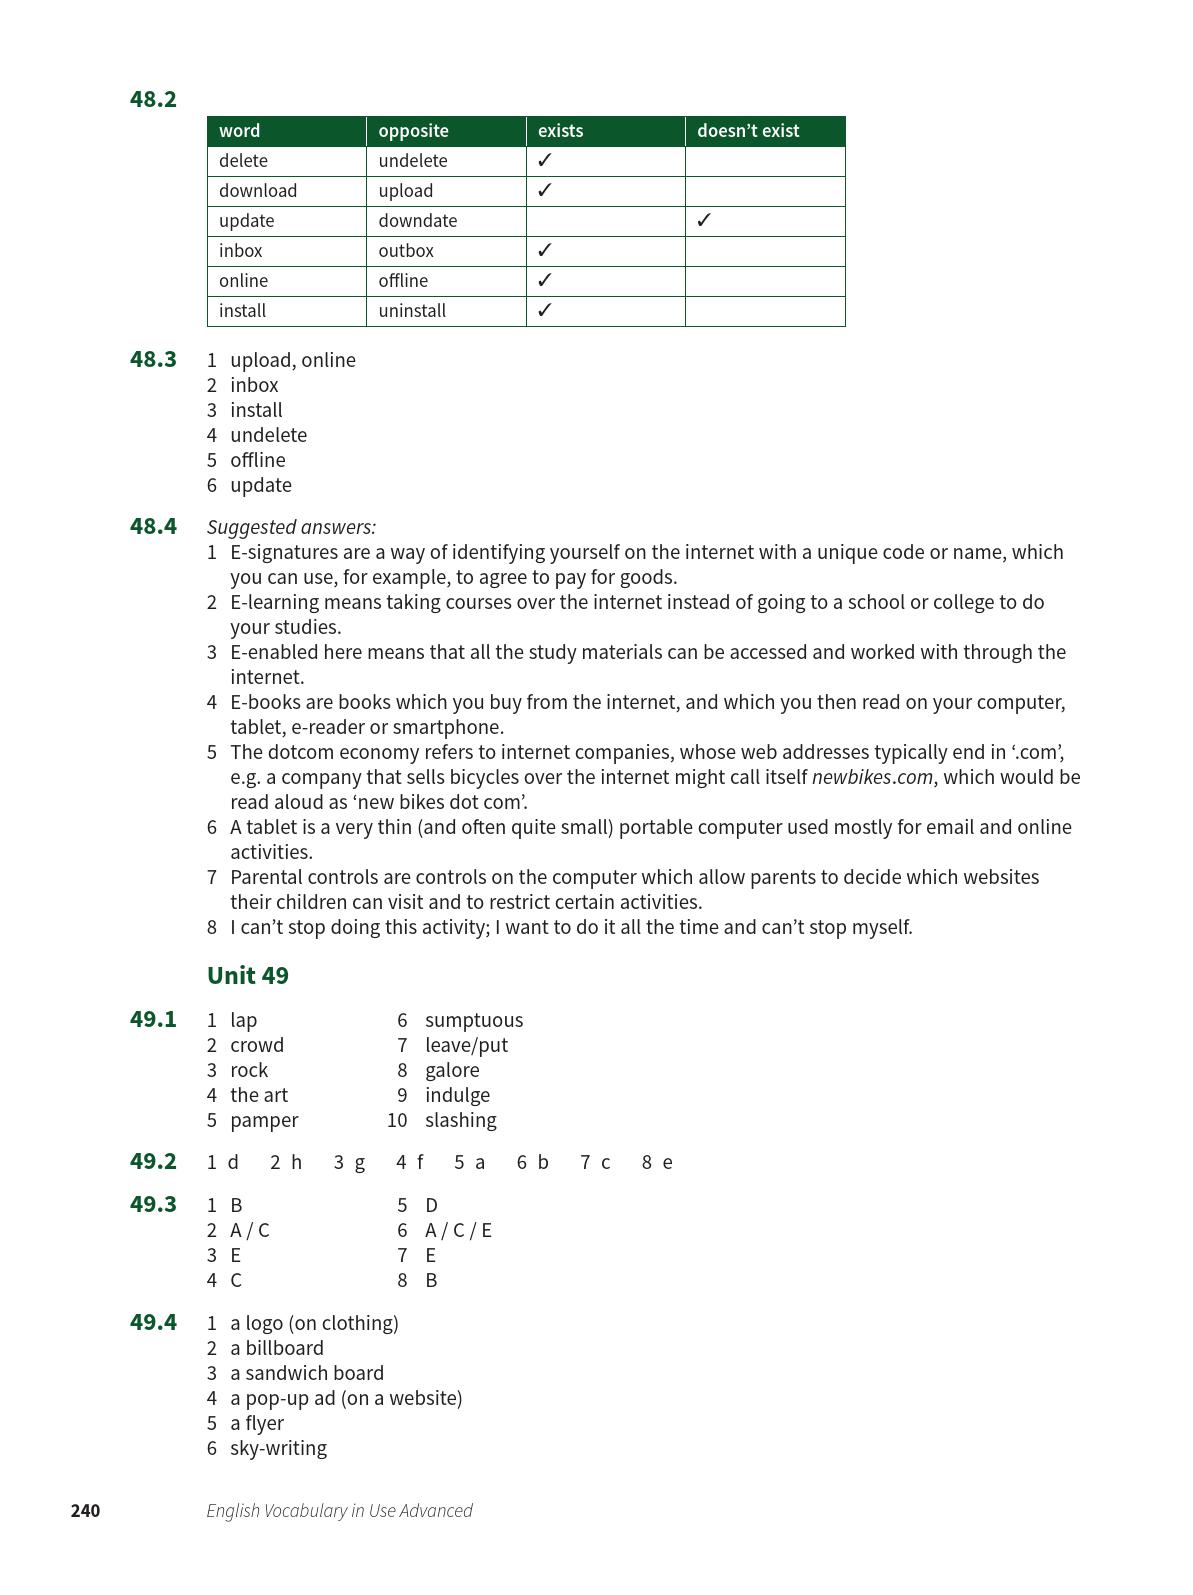 48.2
word opposite exists doesn't exist
delete undelete ✓
download upload ✓
update downdate ✓
inbox outbox ✓
online offline ✓
install uninstall ✓
48.3 1 upload, online
2 inbox
3 install
4 undelete
5 offline
6 update
48.4 Suggested answers:
1 E-signatures are a way of identifying yourself on the internet with a unique code or name, which
you can use, for example, to agree to pay for goods.
2 E-learning means taking courses over the internet instead of going to a school or college to do
your studies.
3 E-enabled here means that all the study materials can be accessed and worked with through the
internet.
4 E-books are books which you buy from the internet, and which you then read on your computer,
tablet, e-reader or smartphone.
5 The dotcom economy refers to internet companies, whose web addresses typically end in ‘.com’,
e.g. a company that sells bicycles over the internet might call itself newbikes.com, which would be
read aloud as ‘new bikes dot com’.
6 A tablet is a very thin (and often quite small) portable computer used mostly for email and online
activities.
7 Parental controls are controls on the computer which allow parents to decide which websites
their children can visit and to restrict certain activities.
8 I can’t stop doing this activity; I want to do it all the time and can’t stop myself.
Unit 49
49.1 1 lap 6 sumptuous
2 crowd 7 leave/put
3 rock 8 galore
4 the art 9 indulge
5 pamper 10 slashing
49.2 1 d 2 h 3 g 4 f 5 a 6 b 7 c 8 e
49.3 1 B 5 D
2 A / C 6 A / C / E
3 E 7 E
4 C 8 B
49.4 1 a logo (on clothing)
2 a billboard
3 a sandwich board
4 a pop-up ad (on a website)
5 a flyer
6 sky-writing
240 English Vocabulary in Use Advanced